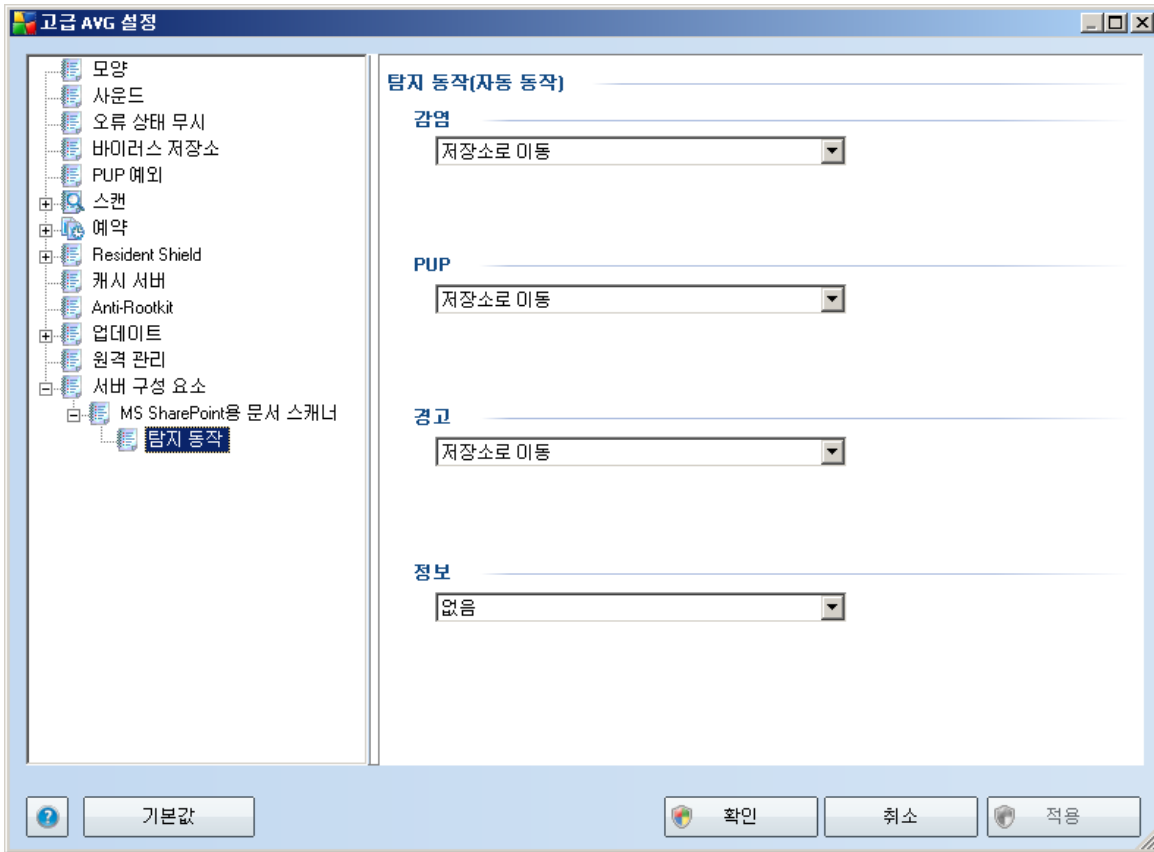 고급 AVG 설정
모양
사운드
오류 상태 무시
바이러스 저장소
PUP 예외
스캔
예약
Resident Shield
캐시 서버
Anti-Rootkit
업데이트
원격 관리
서버 구성 요소
MS SharePoint용 문서 스캐너
탐지 동작
탐지 동작(자동 동작)
감염
저장소로 이동
PUP
저장소로 이동
경고
저장소로 이동
정보
없음
?
기본값
확인
취소
적용